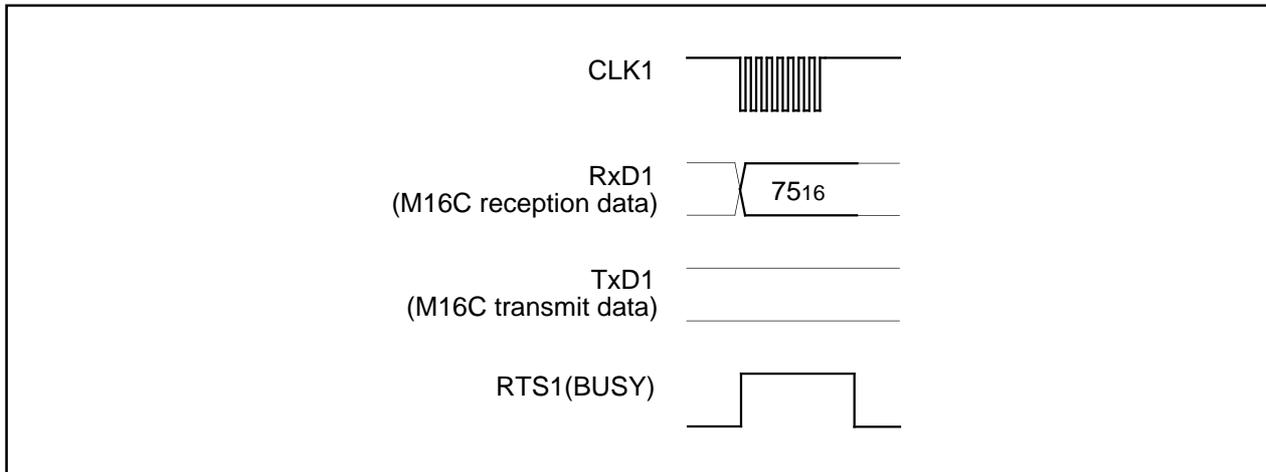 CLK1
RxD1
(M16C reception data)
7516
TxD1
(M16C transmit data)
RTS1(BUSY)